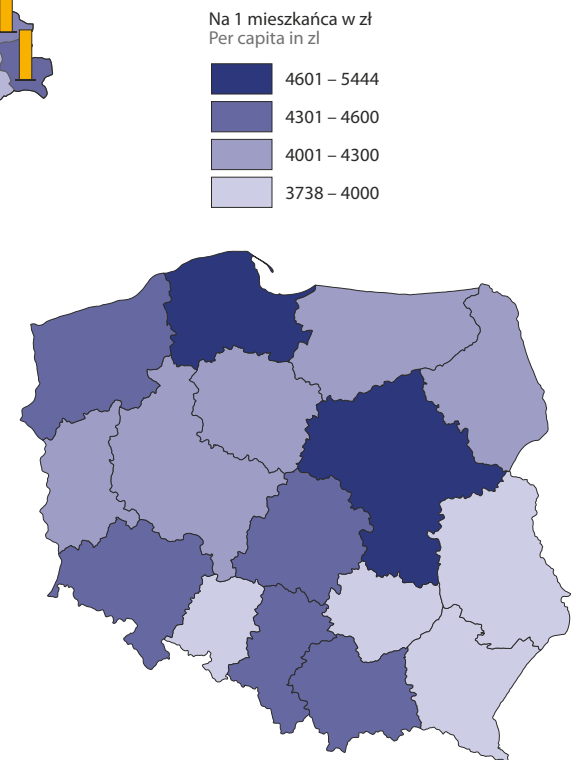 Na 1 mieszkańca w zł
Per capita in zl
4601 – 5444
4301 – 4600
4001 – 4300
3738 – 4000